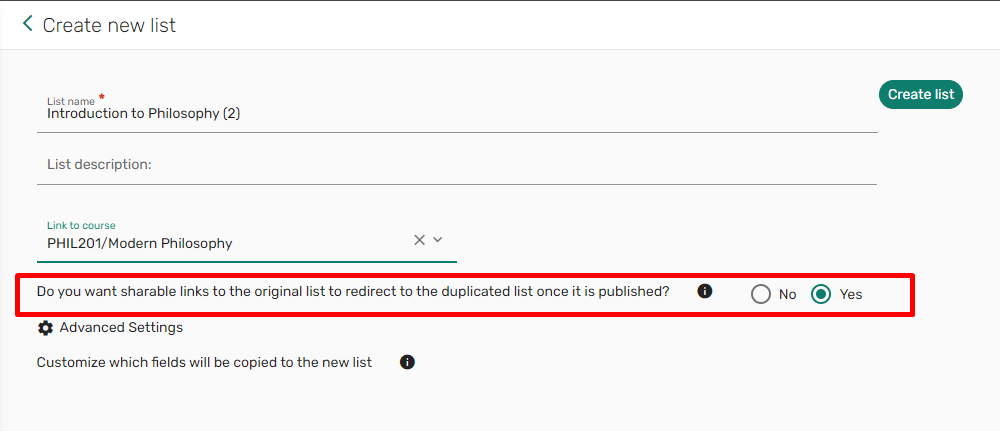 Create new list
List name *
Introduction to Philosophy (2)
Create list
List description:
Link to course
PHIL201/Modern Philosophy
Do you want sharable links to the original list to redirect to the duplicated list once it is published? No Yes
Advanced Settings
Customize which fields will be copied to the new list